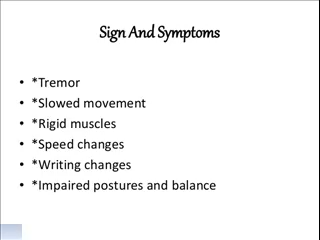 Sign And Symptoms
• *Tremor
• *Slowed movement
• *Rigid muscles
• *Speed changes
• *Writing changes
• *Impaired postures and balance